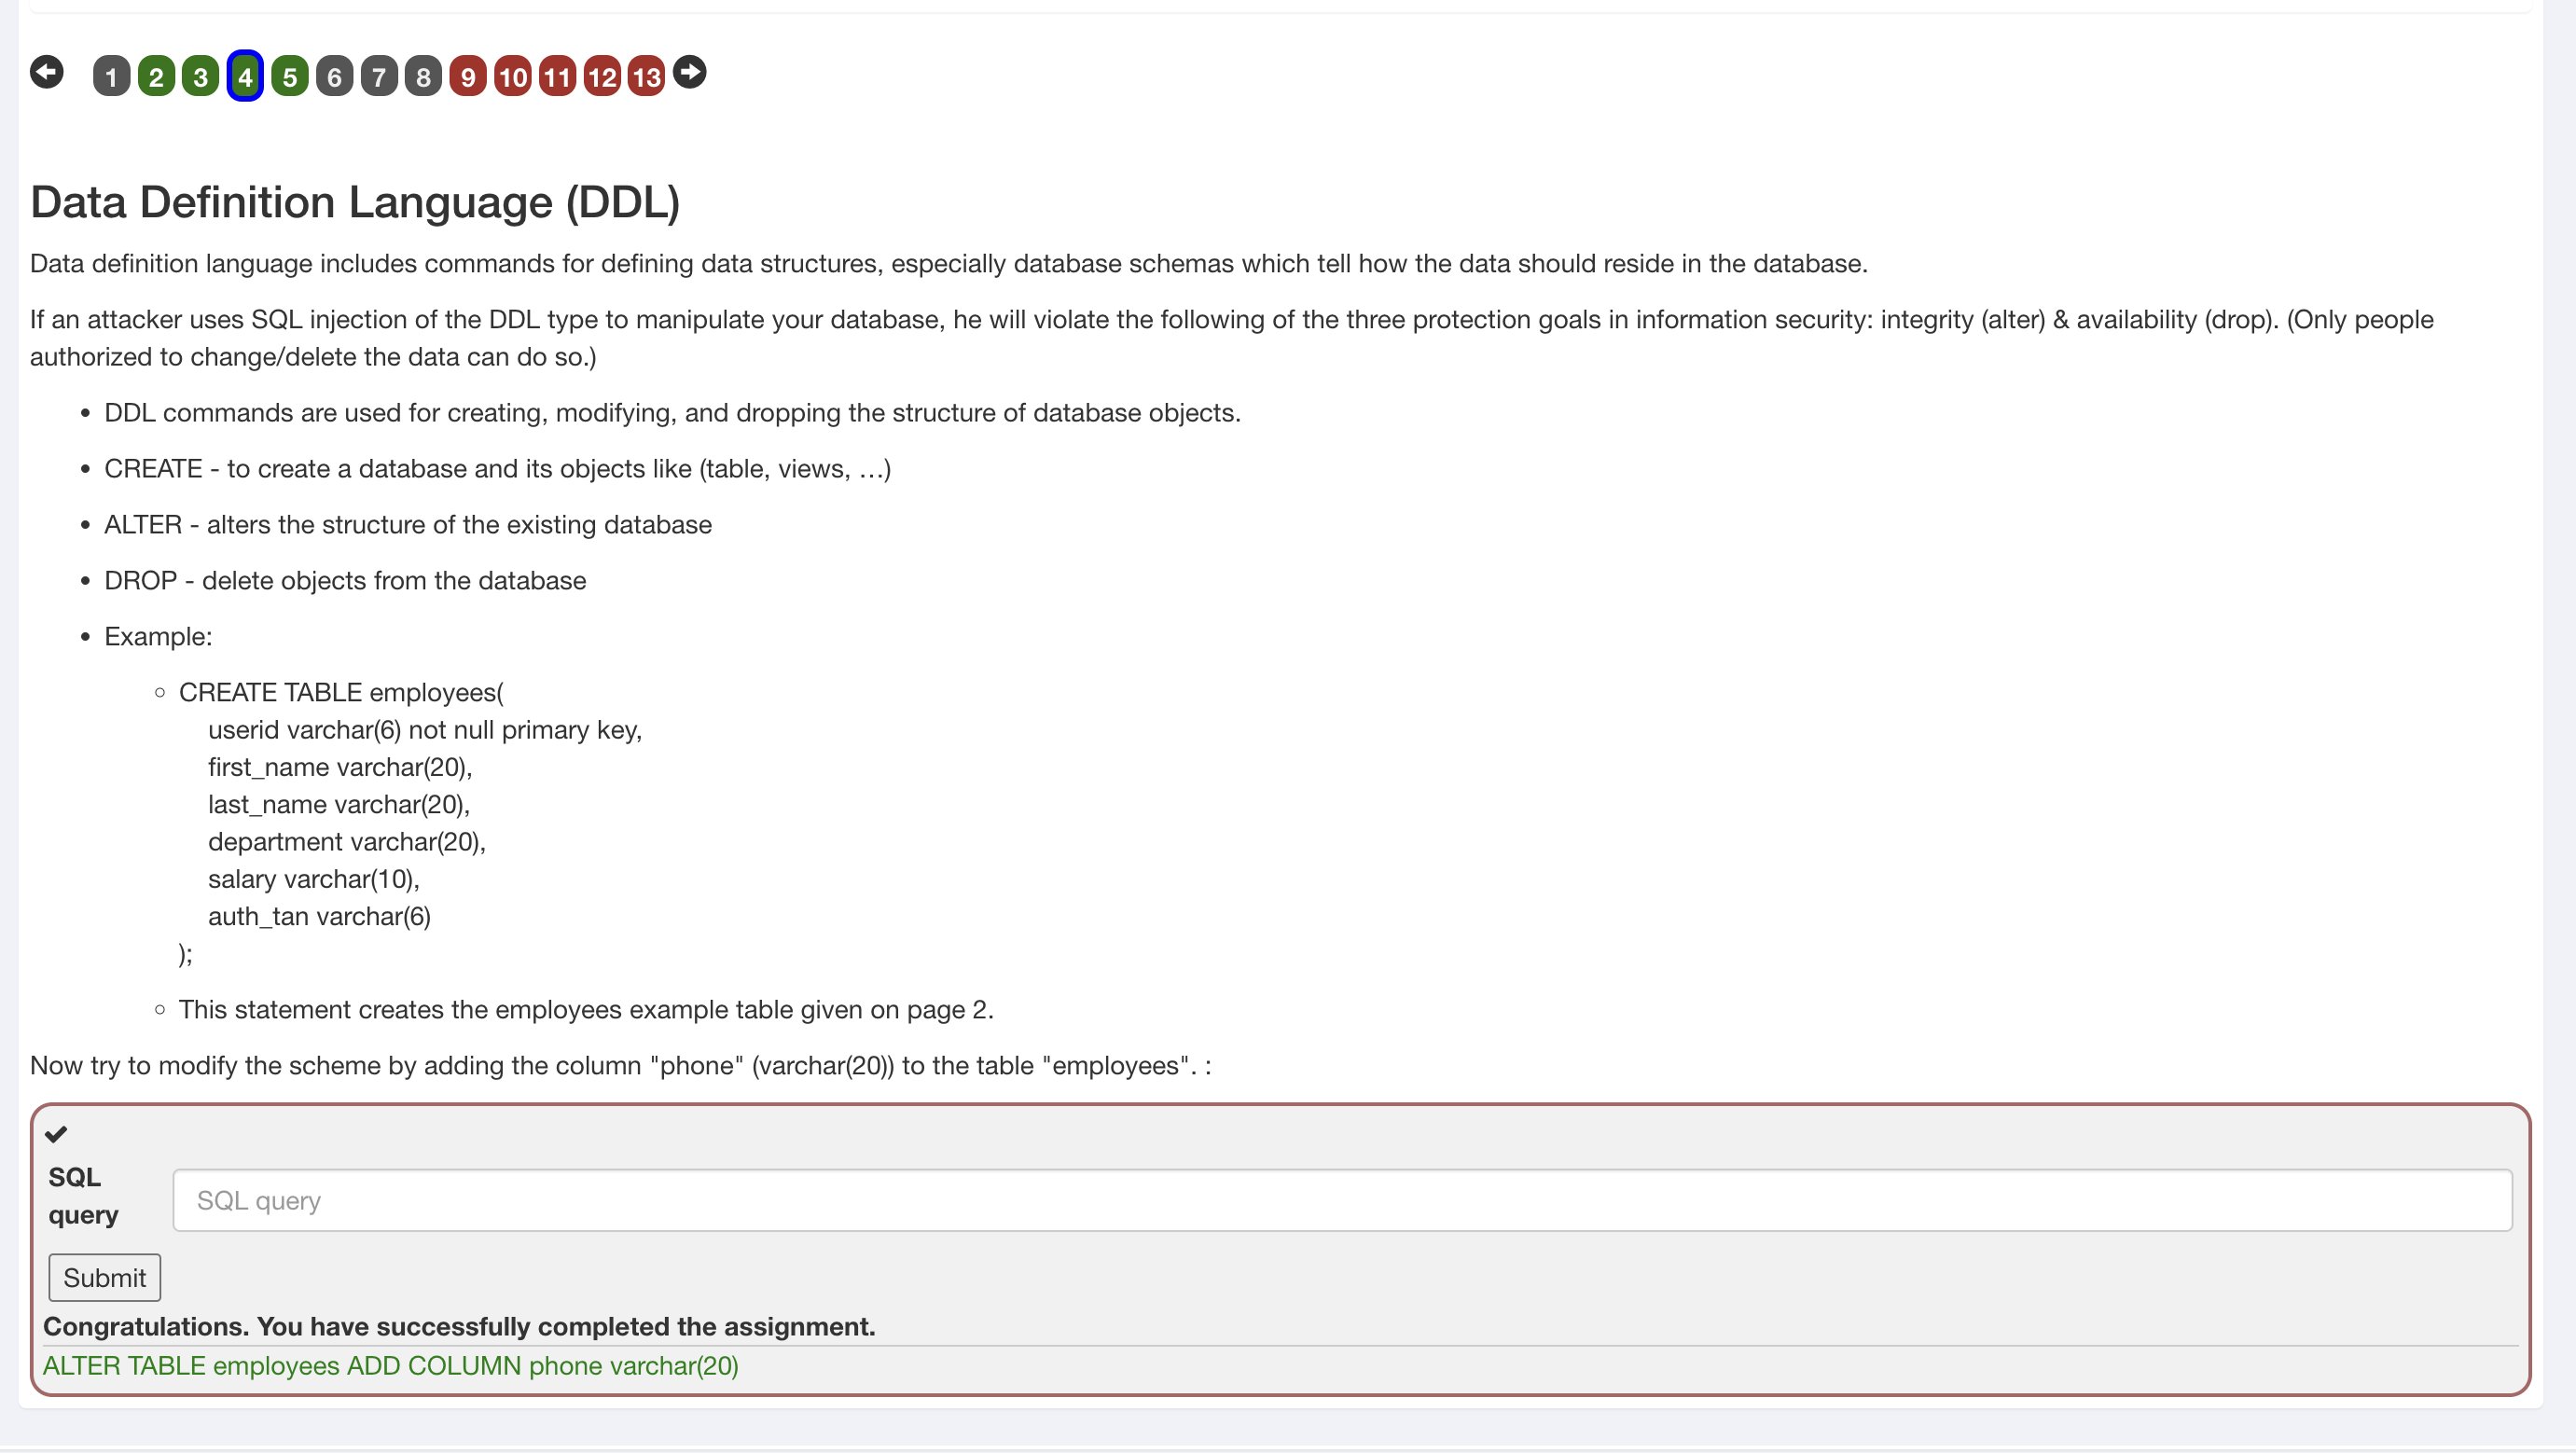 1 2 3 4 5 6 7 8 9 10 11 12 13
Data Definition Language (DDL)
Data definition language includes commands for defining data structures, especially database schemas which tell how the data should reside in the database.
If an attacker uses SQL injection of the DDL type to manipulate your database, he will violate the following of the three protection goals in information security: integrity (alter) & availability (drop). (Only people
authorized to change/delete the data can do so.)
• DDL commands are used for creating, modifying, and dropping the structure of database objects.
• CREATE - to create a database and its objects like (table, views, …)
• ALTER - alters the structure of the existing database
• DROP - delete objects from the database
• Example:
◦ CREATE TABLE employees(
userid varchar(6) not null primary key,
first_name varchar(20),
last_name varchar(20),
department varchar(20),
salary varchar(10),
auth_tan varchar(6)
);
◦ This statement creates the employees example table given on page 2.
Now try to modify the scheme by adding the column "phone" (varchar(20)) to the table "employees". :
✔
SQL
query
SQL query
Submit
Congratulations. You have successfully completed the assignment.
ALTER TABLE employees ADD COLUMN phone varchar(20)